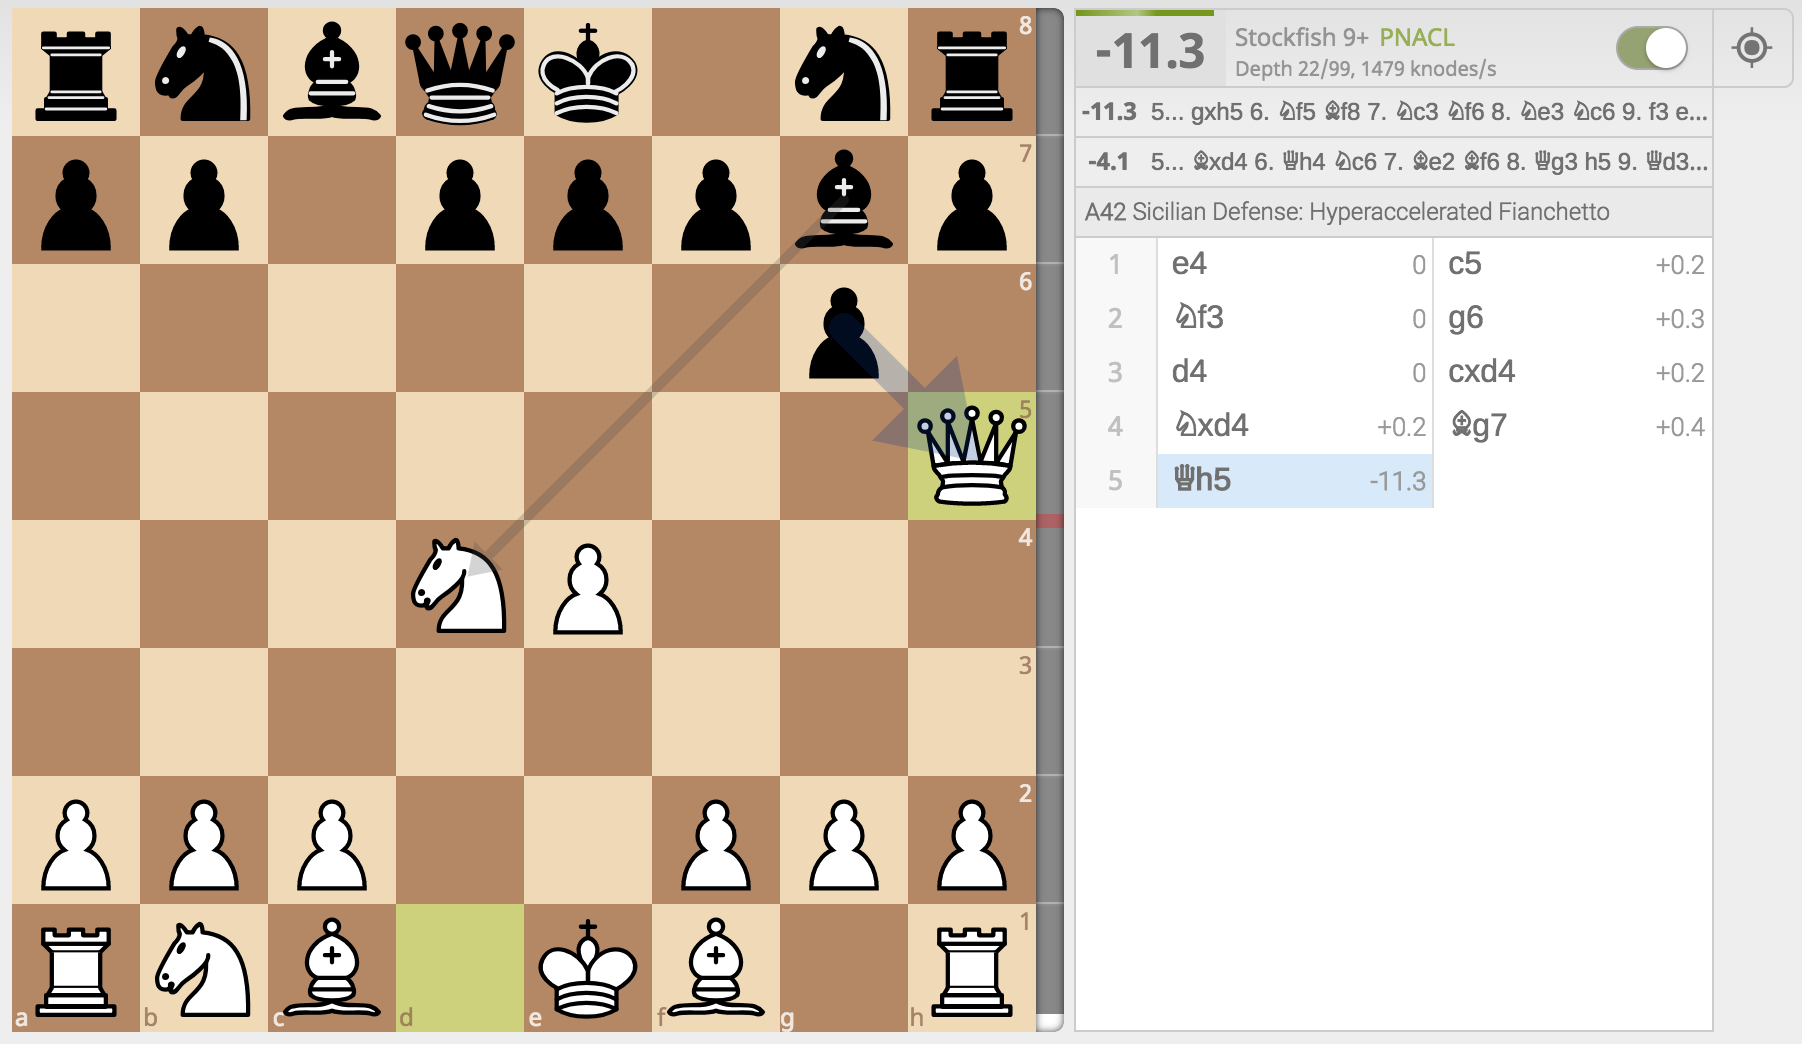 8
7
6
5
4
3
2
1
a b c d e f g h
-11.3
Stockfish 9+ PNACL
Depth 22/99, 1479 knodes/s
-11.3 5... gxh5 6. ♘f5 ♗f8 7. ♘c3 ♘f6 8. ♘e3 ♘c6 9. f3 e...
-4.1 5... ♗xd4 6. ♕h4 ♘c6 7. ♗e2 ♗f6 8. ♕g3 h5 9. ♕d3...
A42 Sicilian Defense: Hyperaccelerated Fianchetto
1 e4 0 c5 +0.2
2 ♘f3 0 g6 +0.3
3 d4 0 cxd4 +0.2
4 ♘xd4 +0.2 ♗g7 +0.4
5 ♕h5 -11.3